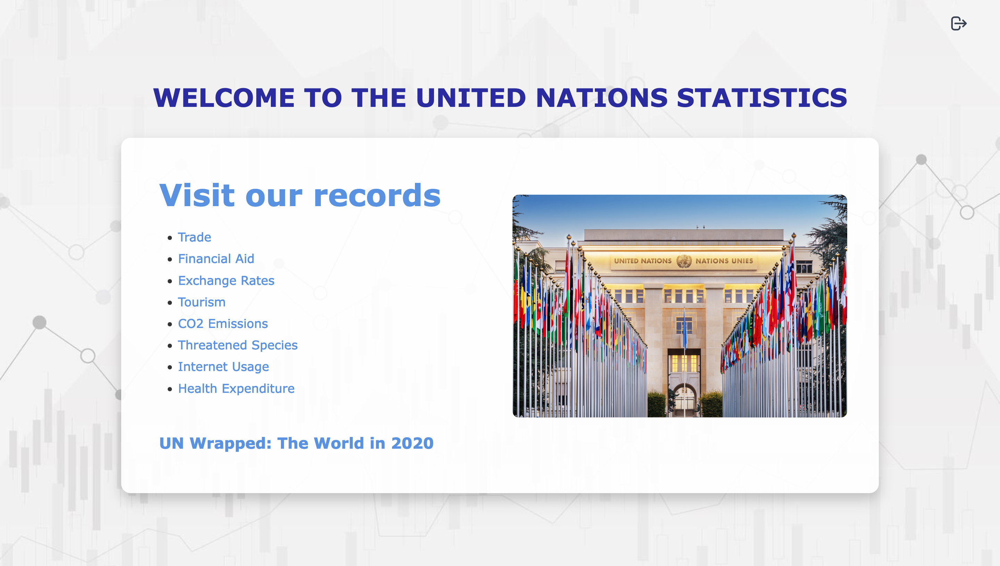 WELCOME TO THE UNITED NATIONS STATISTICS
Visit our records
Trade
Financial Aid
Exchange Rates
Tourism
CO2 Emissions
Threatened Species
Internet Usage
Health Expenditure
UN Wrapped: The World in 2020
UNITED NATIONS NATIONS UNIES